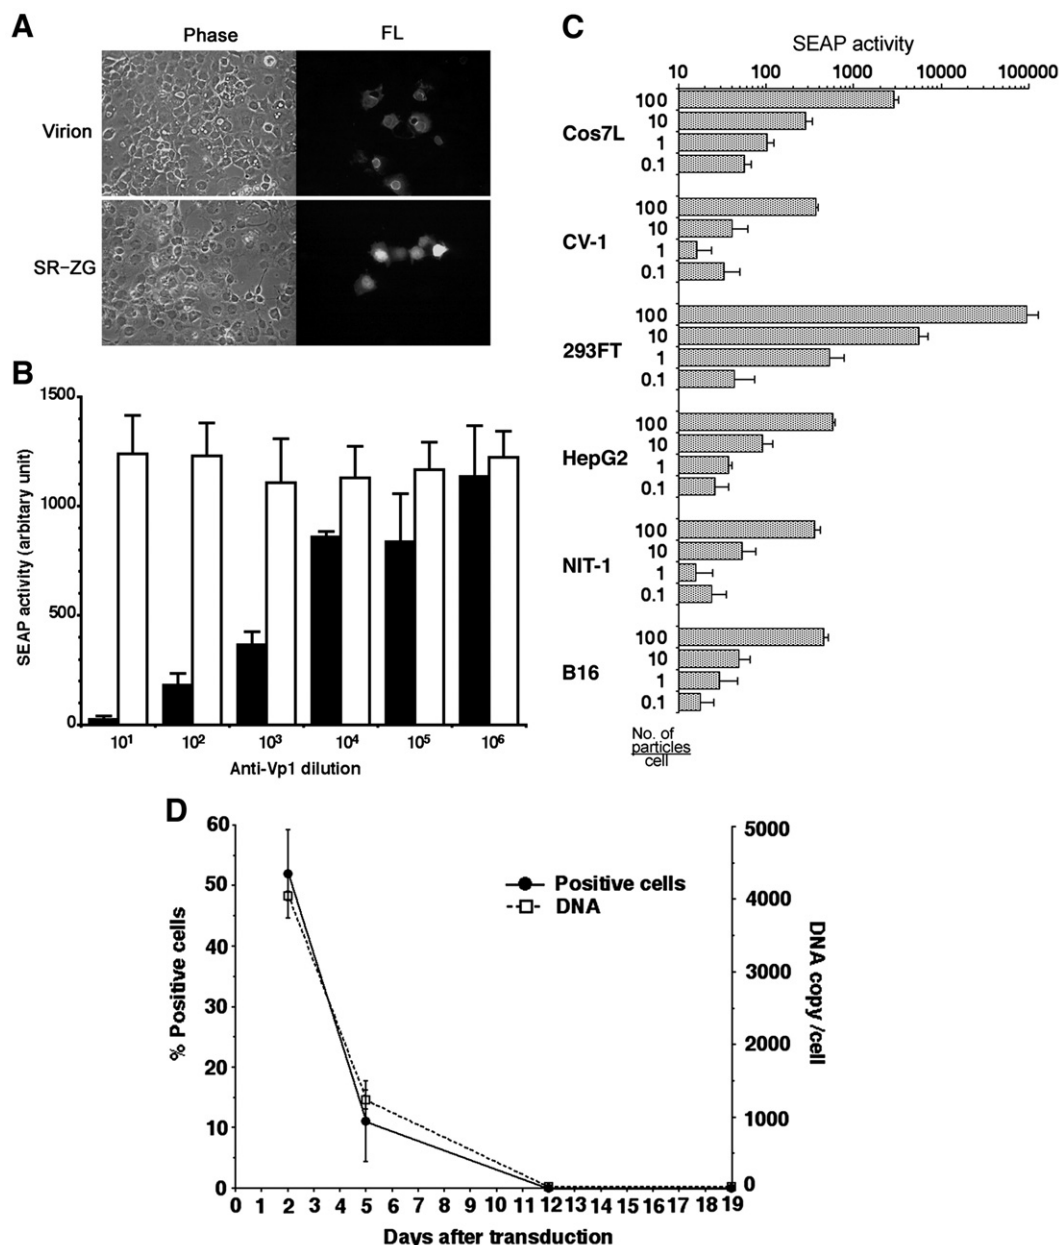 A
Phase FL
Virion
SR-ZG
B
SEAP activity (arbitary unit)
1500
1000
500
0
10¹ 10² 10³ 10⁴ 10⁵ 10⁶
Anti-Vp1 dilution
C
SEAP activity
10 100 1000 10000 100000
Cos7L
100
10
1
0.1
CV-1
100
10
1
0.1
293FT
100
10
1
0.1
HepG2
100
10
1
0.1
NIT-1
100
10
1
0.1
B16
100
10
1
0.1
No. of
particles
cell
D
% Positive cells
60
50
40
30
20
10
0
Positive cells
DNA
5000
4000
3000
2000
1000
0
DNA copy /cell
0 1 2 3 4 5 6 7 8 9 10 11 12 13 14 15 16 17 18 19
Days after transduction